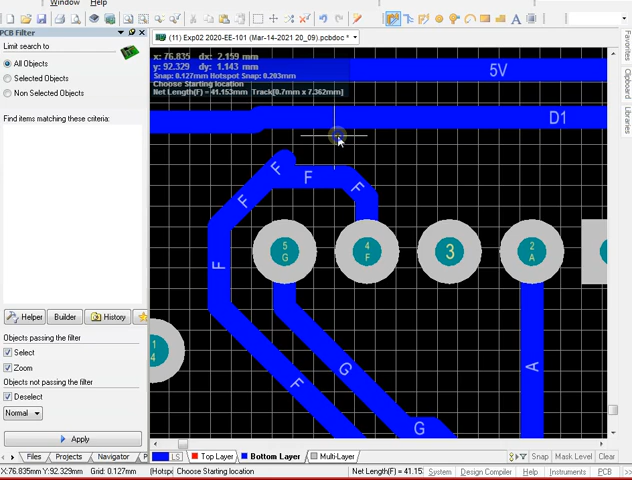 Window
Help
PCB Filter
(11) Exp02 2020-EE-101 (Mar-14-2021 20_09).pcbdoc *
Limit search to
All Objects
Selected Objects
Non Selected Objects
Find items matching these criteria:
x: 76.835 dx: 2.159 mm
y: 92.329 dy: 1.143 mm
Snap: 0.127mm Hotspot Snap: 0.203mm
Choose Starting location
Net Length(F) = 41.153mm Track[0.7mm x 7.362mm]
5V
D1
F
F
F
F
F
5
G
4
F
3
2
A
F
G
A
G
1
4
Helper
Builder
History
Objects passing the filter
Select
Zoom
Objects not passing the filter
Deselect
Normal
Apply
Files
Projects
Navigator
LS
Top Layer
Bottom Layer
Multi-Layer
Snap
Mask Level
Clear
X:76.835mm Y:92.329mm Grid: 0.127mm
(Hotsp
Choose Starting location
Net Length(F) = 41.15
System
Design Compiler
Help
Instruments
PCB
>>
Favorites
Clipboard
Libraries